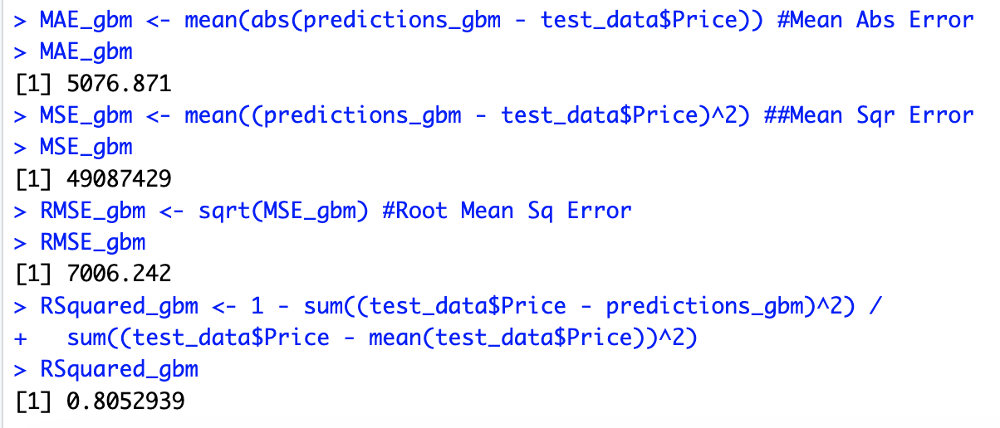 > MAE_gbm <- mean(abs(predictions_gbm - test_data$Price)) #Mean Abs Error
> MAE_gbm
[1] 5076.871
> MSE_gbm <- mean((predictions_gbm - test_data$Price)^2) ##Mean Sqr Error
> MSE_gbm
[1] 49087429
> RMSE_gbm <- sqrt(MSE_gbm) #Root Mean Sq Error
> RMSE_gbm
[1] 7006.242
> RSquared_gbm <- 1 - sum((test_data$Price - predictions_gbm)^2) /
+   sum((test_data$Price - mean(test_data$Price))^2)
> RSquared_gbm
[1] 0.8052939